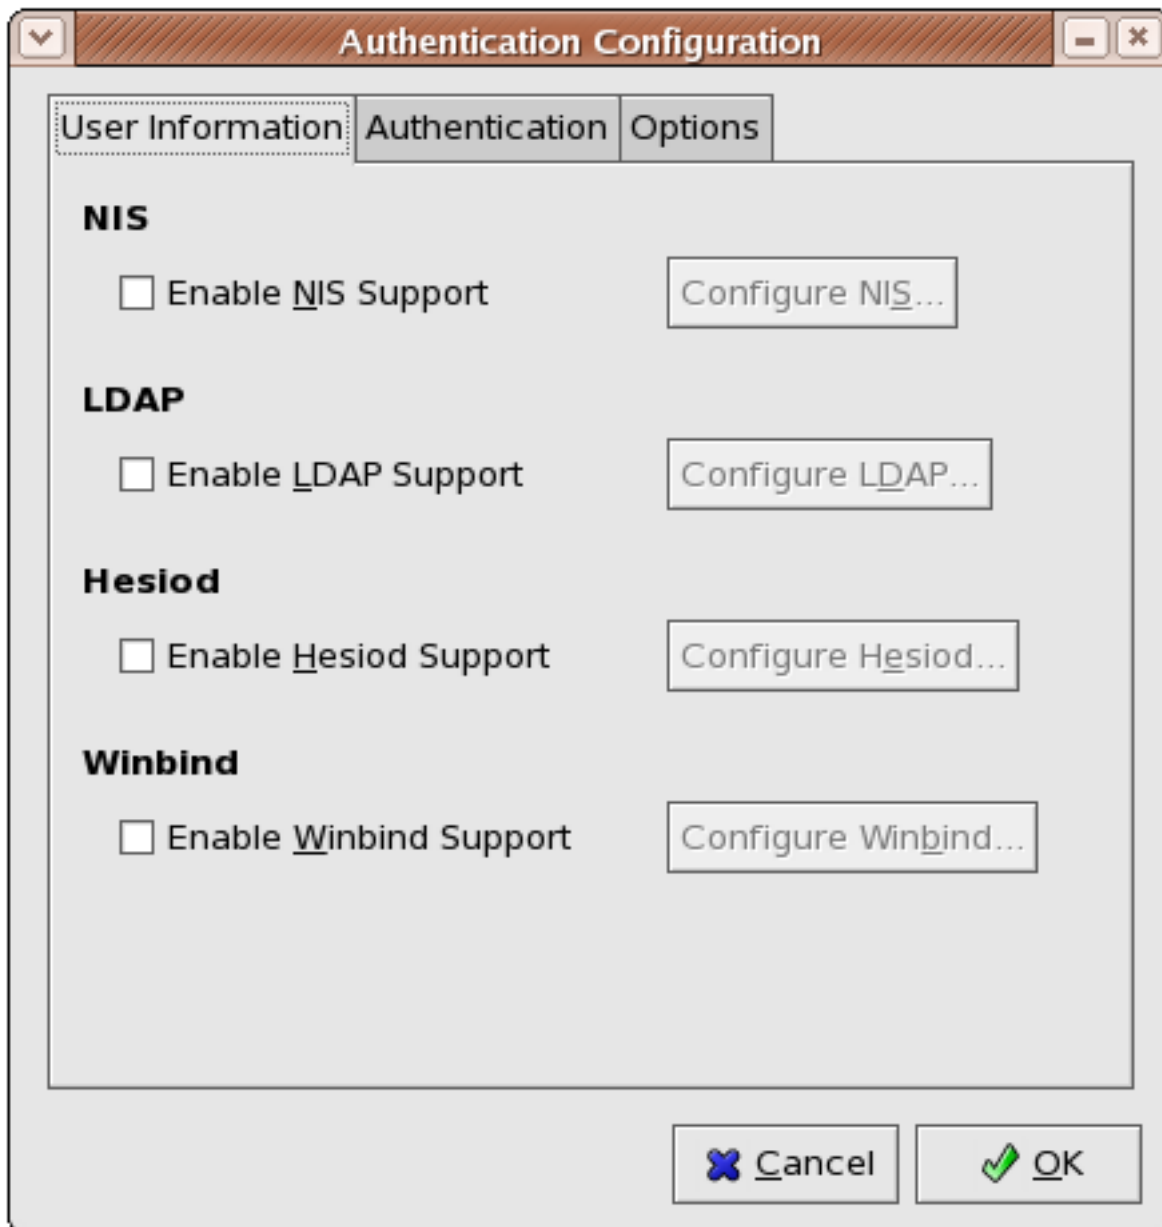 Authentication Configuration
User Information Authentication Options
NIS
Enable NIS Support Configure NIS...
LDAP
Enable LDAP Support Configure LDAP...
Hesiod
Enable Hesiod Support Configure Hesiod...
Winbind
Enable Winbind Support Configure Winbind...
Cancel OK